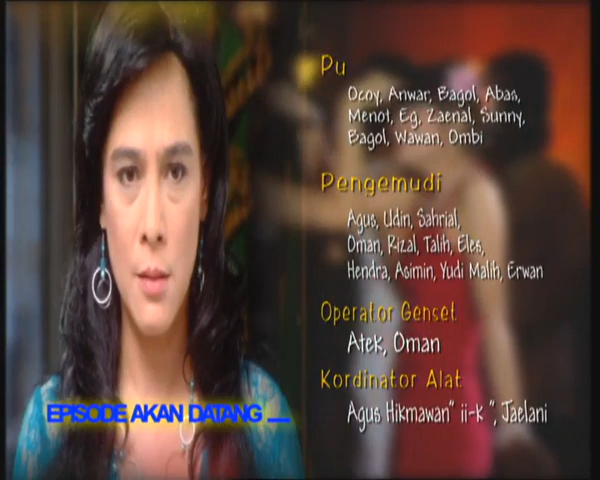 Pu
Ocoy, Anwar, Bagol, Abas,
Menot, Eg, Zaenal, Sunny,
Bagol, Wawan, Ombi
Pengemudi
Agus, Udin, Sahrial,
Oman, Rizal, Talih, Eles,
Hendra, Asimin, Yudi Malih, Erwan
Operator Genset
Atek, Oman
Kordinator Alat
Agus Hikmawan" ii-k ", Jaelani
EPISODE AKAN DATANG ....